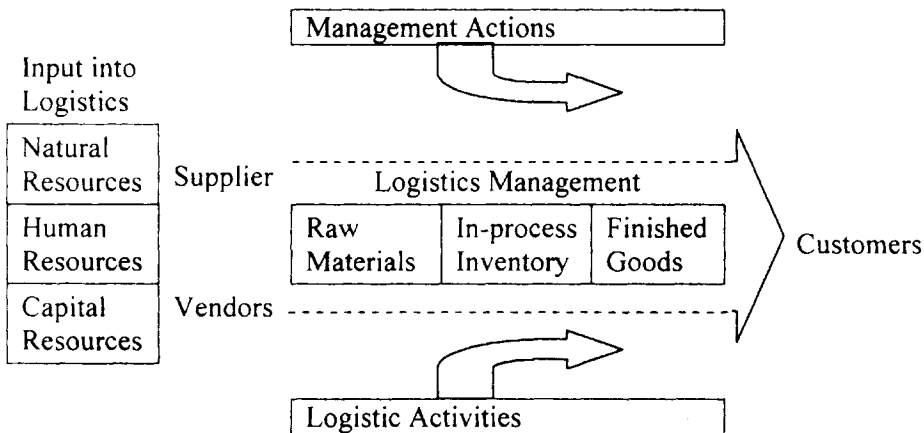 Management Actions
Input into
Logistics
Natural
Resources
Human
Resources
Capital
Resources
Supplier
Vendors
Logistics Management
Raw
Materials
In-process
Inventory
Finished
Goods
Customers
Logistic Activities